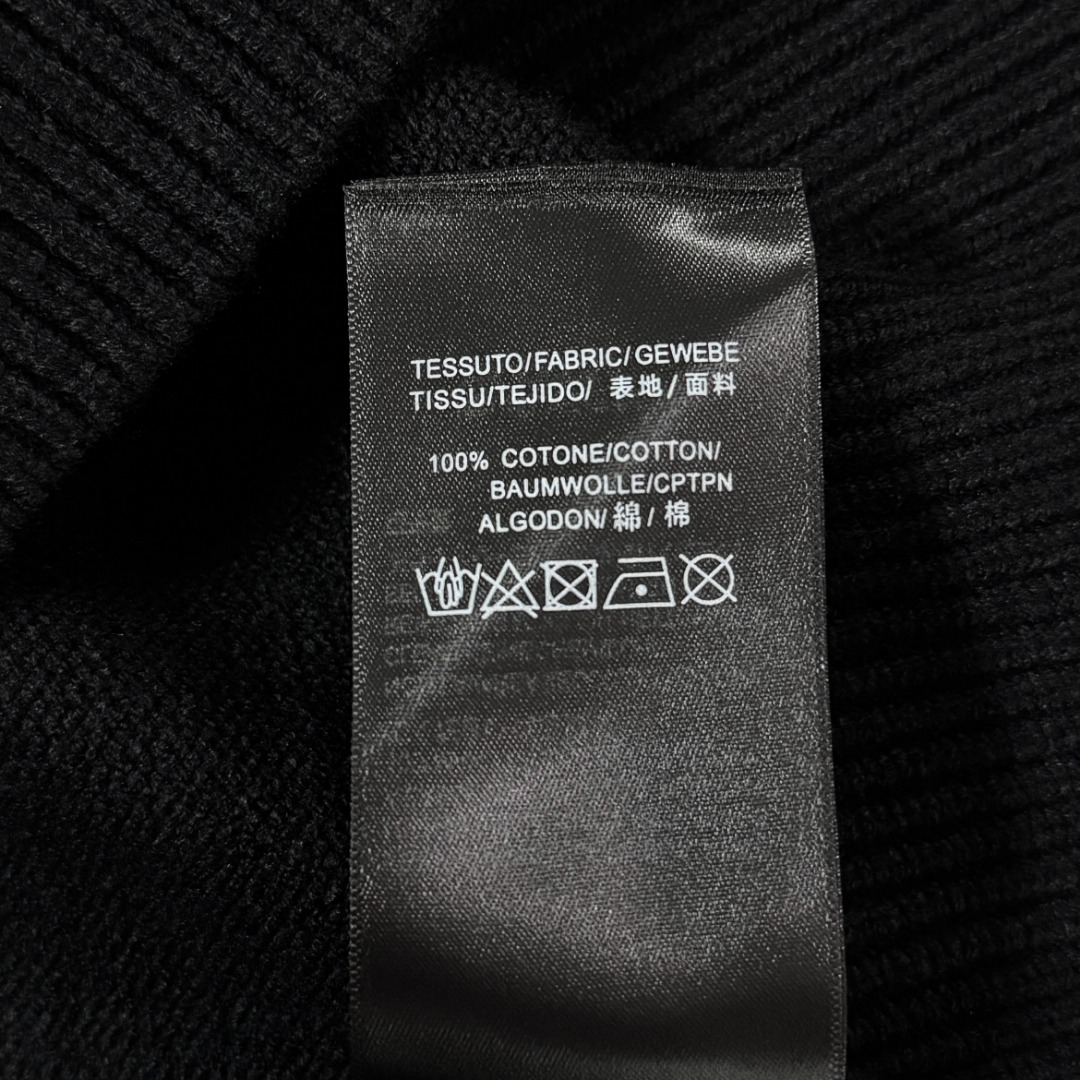 TESSUTO/FABRIC/GEWEBE
TISSU/TEJIDO/ 表地/面料
100% COTONE/COTTON/
BAUMWOLLE/CPTPN
ALGODON/綿/棉